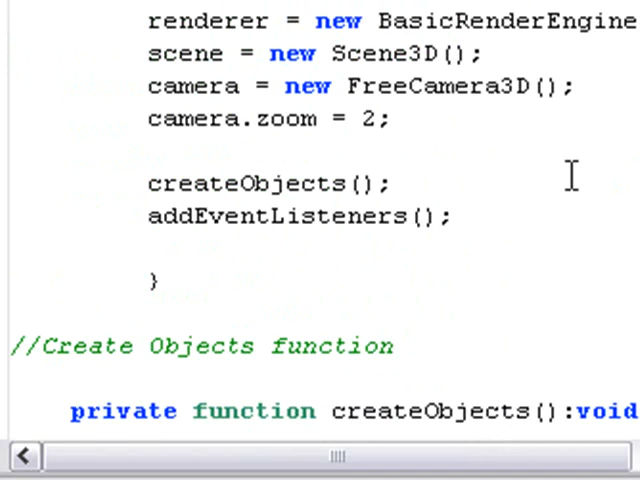 renderer = new BasicRenderEngine
scene = new Scene3D();
camera = new FreeCamera3D();
camera.zoom = 2;
createObjects();
addEventListeners();
}
//Create Objects function
private function createObjects():void